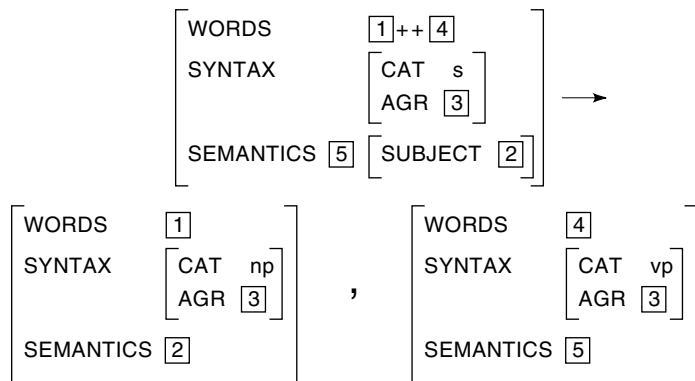 WORDS 1++4
SYNTAX CAT s
AGR 3
SEMANTICS 5 SUBJECT 2
WORDS 1
SYNTAX CAT np
AGR 3
SEMANTICS 2
,
WORDS 4
SYNTAX CAT vp
AGR 3
SEMANTICS 5